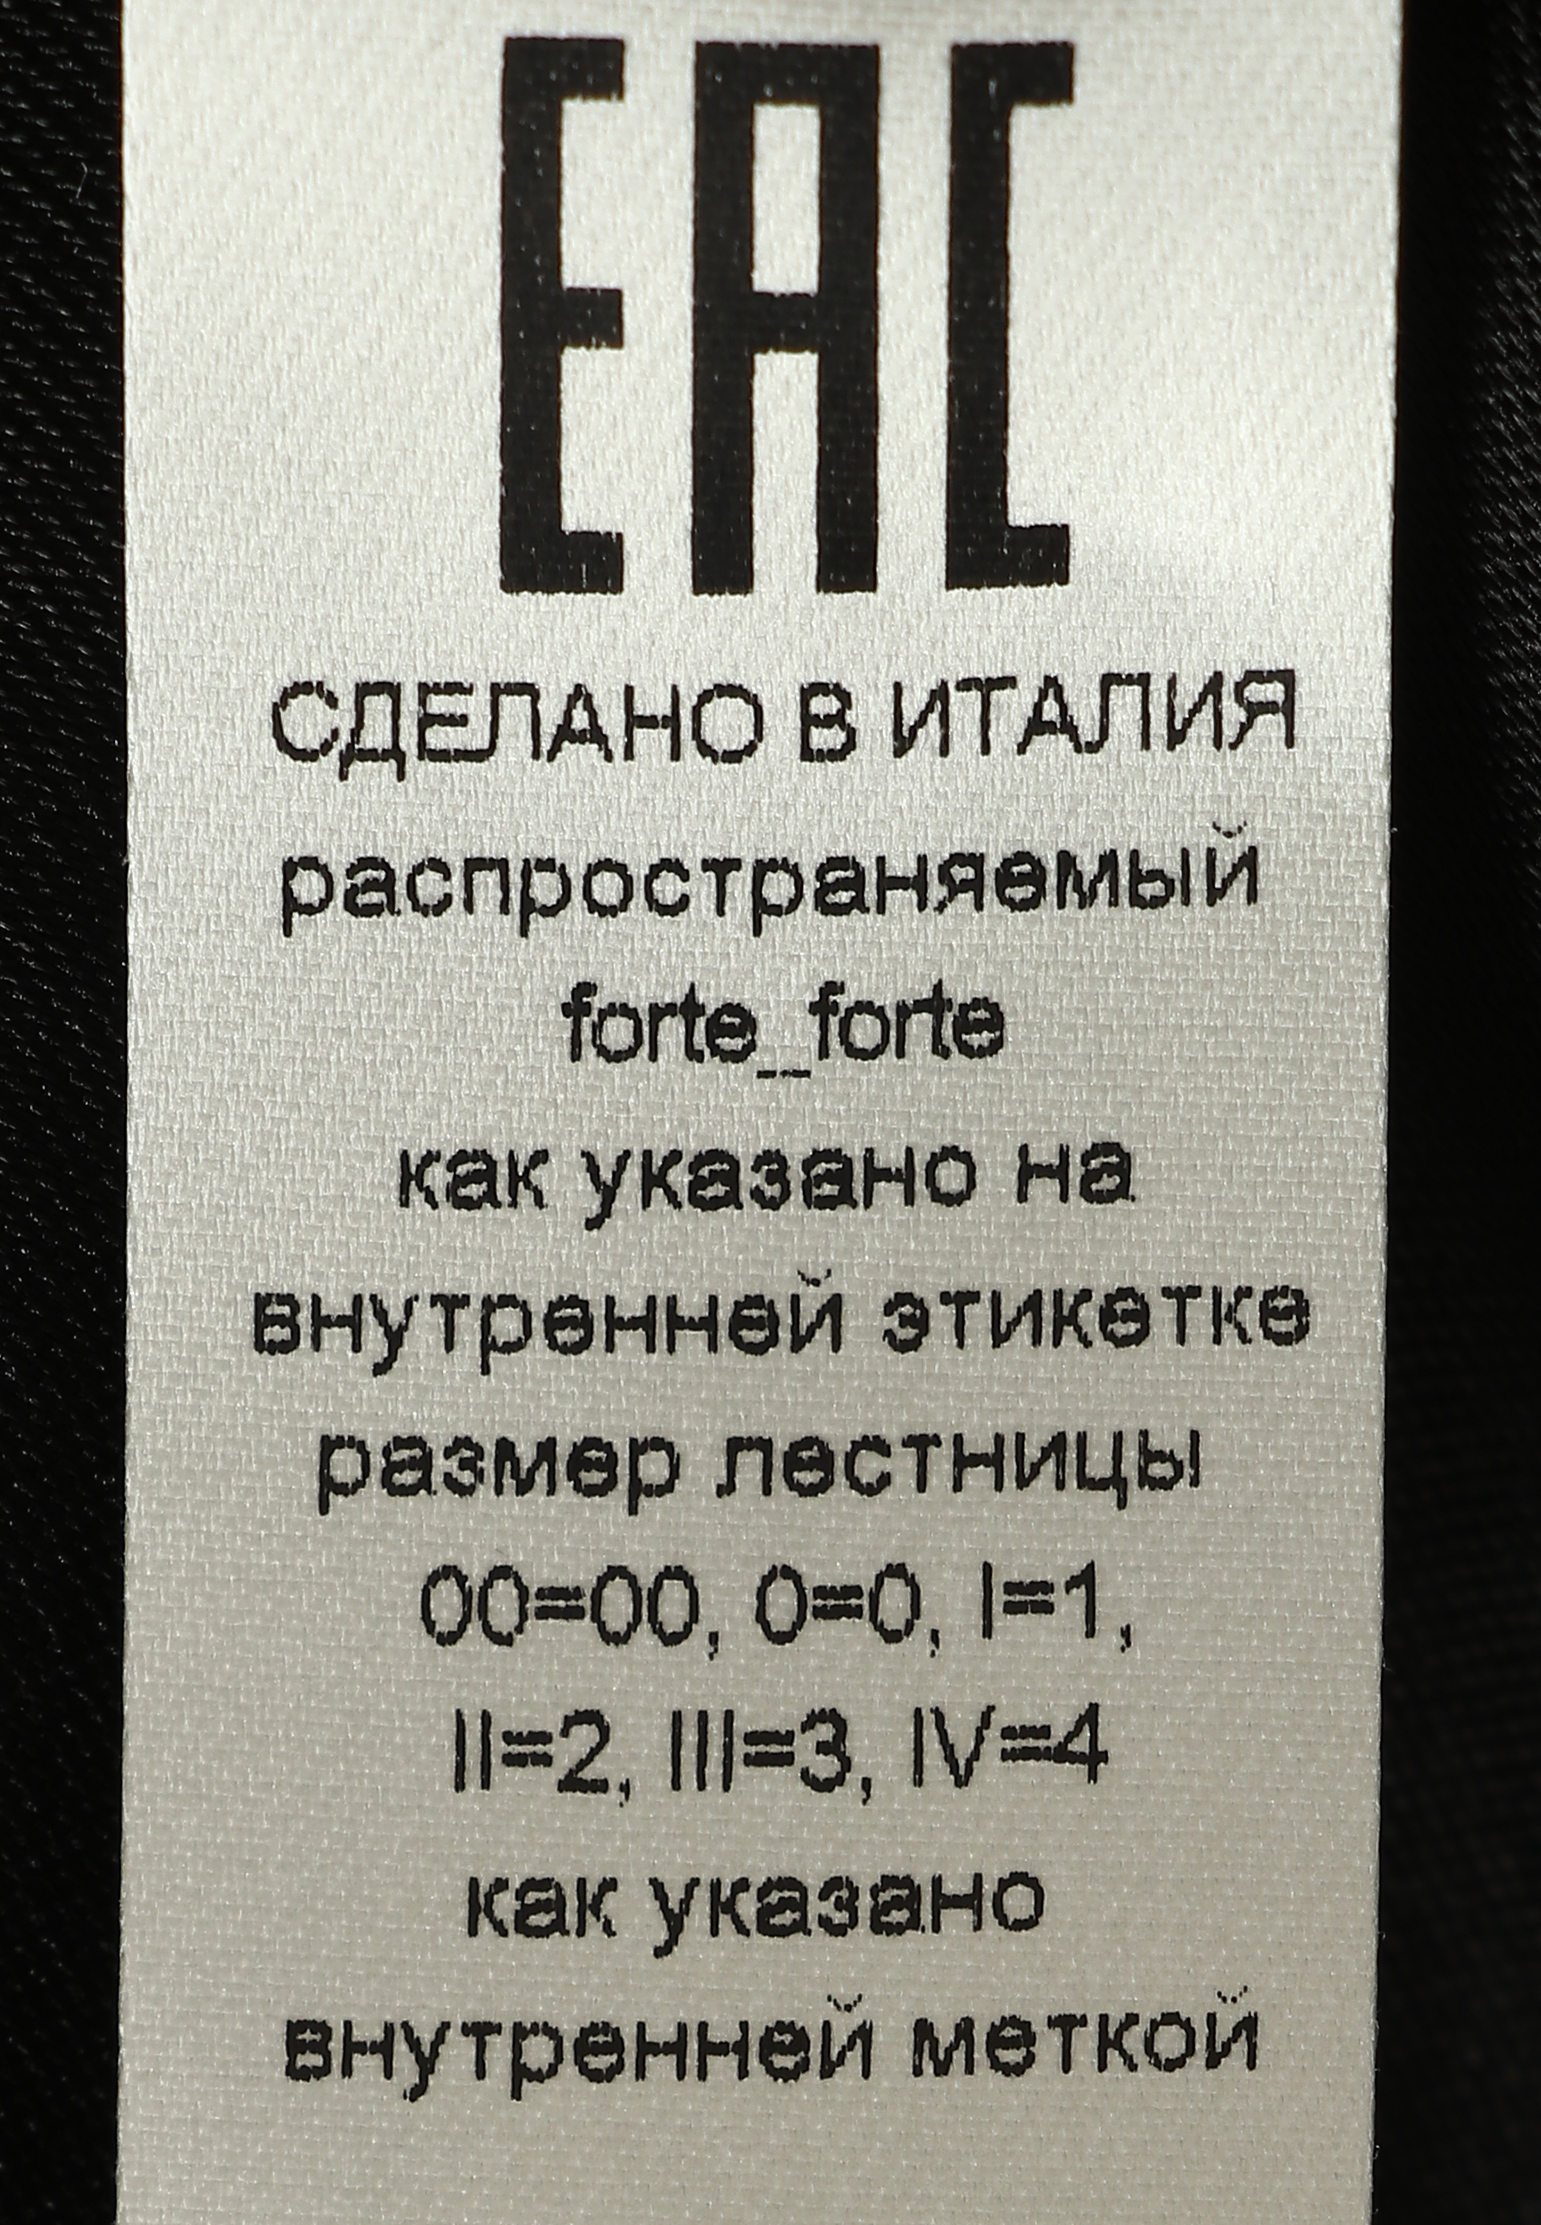 EAC
СДЕЛАНО В ИТАЛИЯ
распространяемый
forte_forte
как указано на
внутренней этикетке
размер лестницы
00=00, 0=0, I=1,
II=2, III=3, IV=4
как указано
внутренней меткой